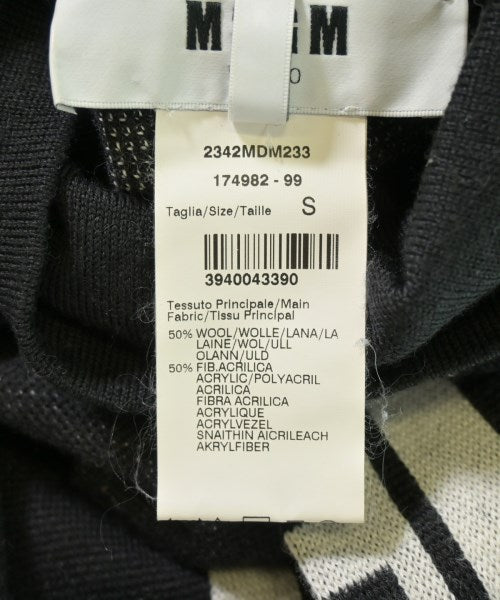 2342MDM233
174982 - 99
Taglia/Size/Taille S
3940043390
Tessuto Principale/Main
Fabric/Tissu Principal
50% WOOL/WOLLE/LANA/LA
LAINE/WOL/ULL
OLANN/ULD
50% FIB.ACRILICA
ACRYLIC/POLYACRIL
ACRILICA
FIBRA ACRILICA
ACRYLIQUE
ACRYLVEZEL
SNAITHIN AICRILEACH
AKRYLFIBER